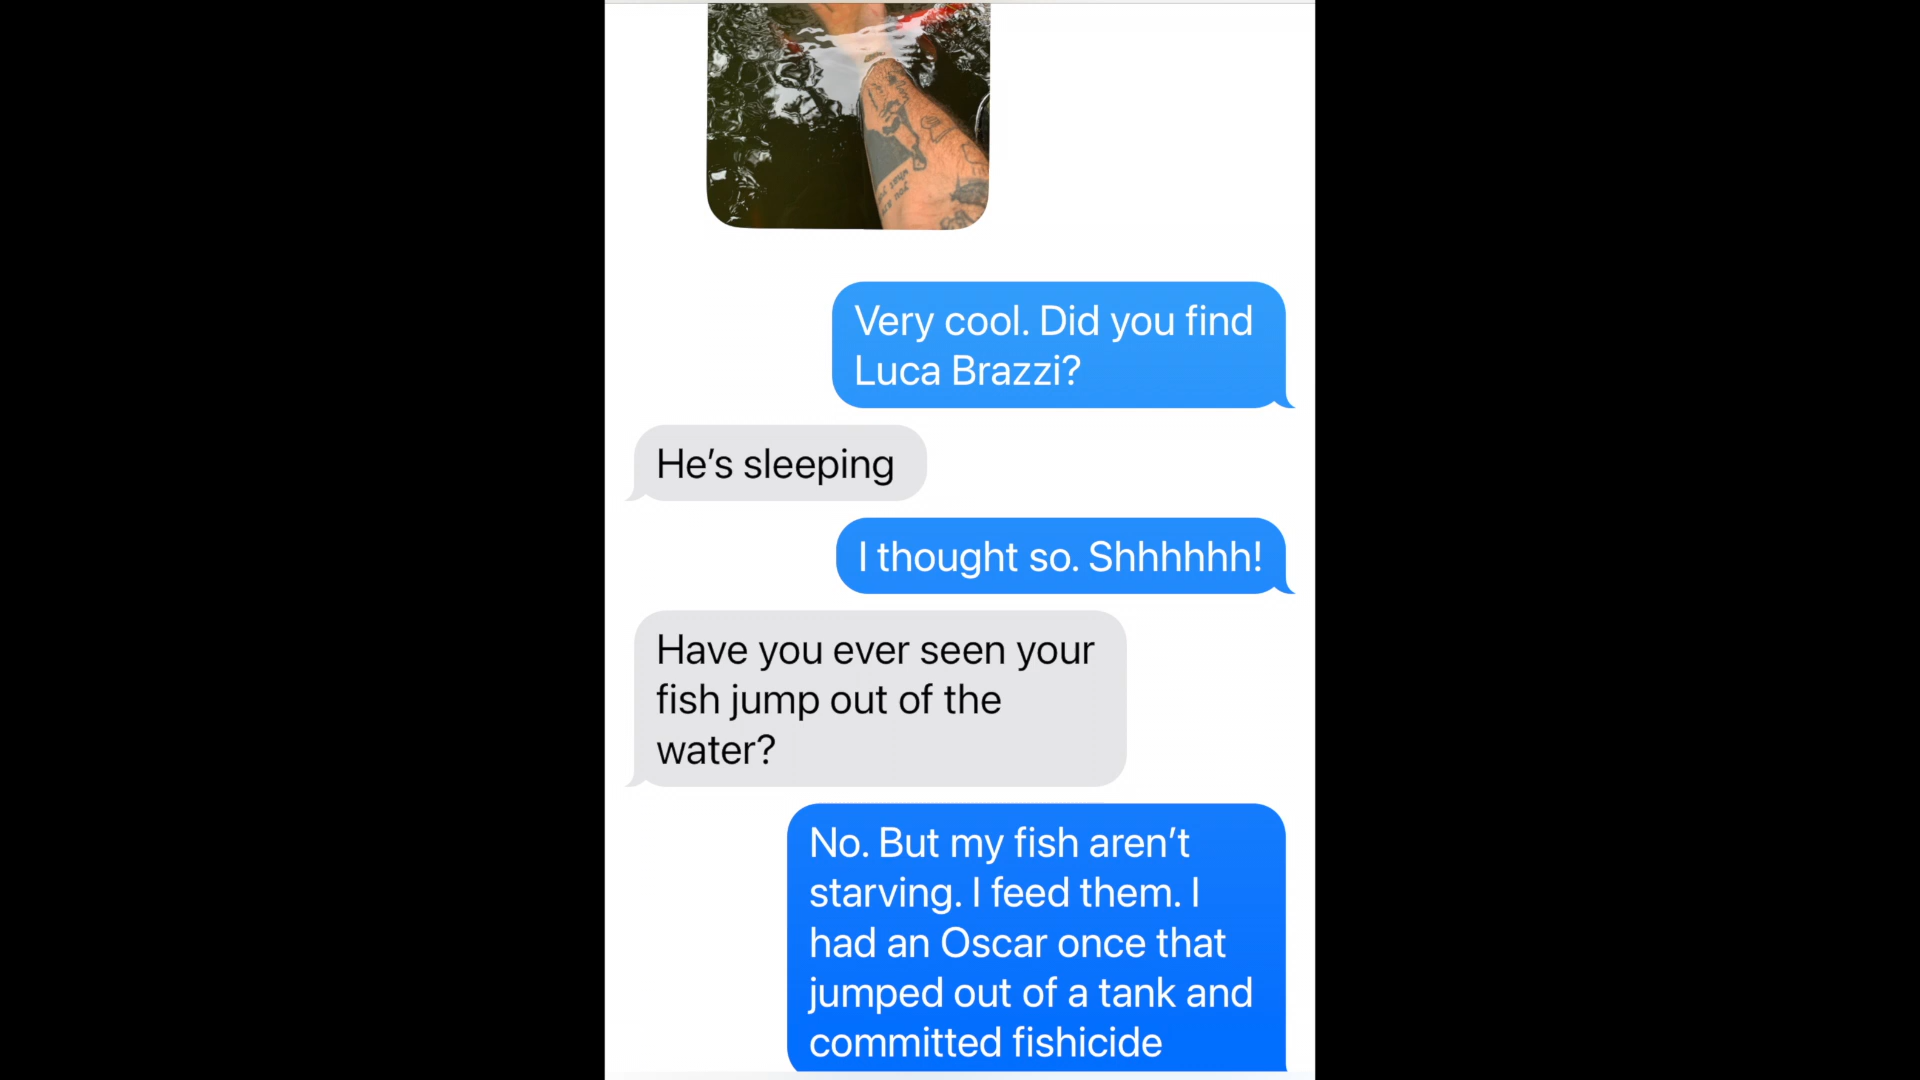 Very cool. Did you find
Luca Brazzi?
He’s sleeping
I thought so. Shhhhhh!
Have you ever seen your
fish jump out of the
water?
No. But my fish aren’t
starving. I feed them. I
had an Oscar once that
jumped out of a tank and
committed fishicide